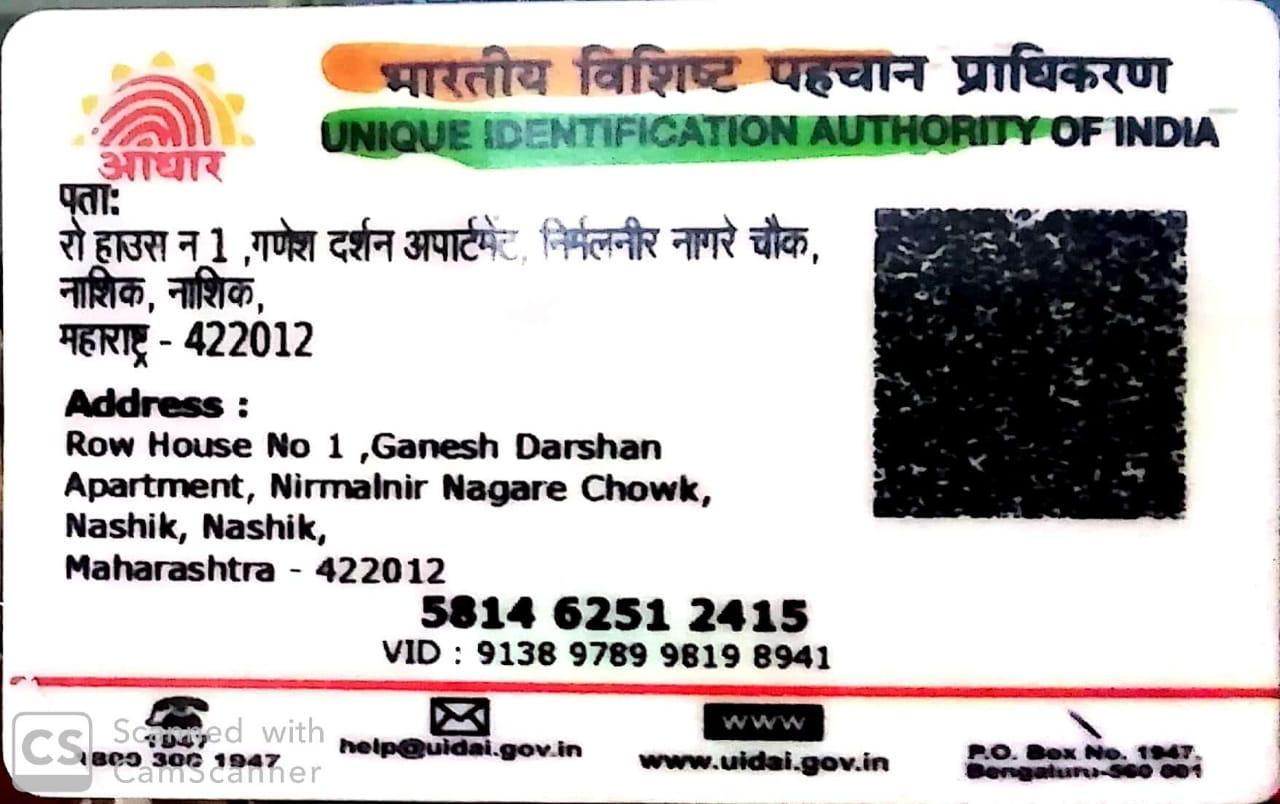 भारतीय विशिष्ट पहचान प्राधिकरण
UNIQUE IDENTIFICATION AUTHORITY OF INDIA
आधार
पता:
रो हाउस न 1 ,गणेश दर्शन अपार्टमेंट, निर्मलनीर नागरे चौक,
नाशिक, नाशिक,
महाराष्ट्र - 422012
Address :
Row House No 1 ,Ganesh Darshan
Apartment, Nirmalnir Nagare Chowk,
Nashik, Nashik,
Maharashtra - 422012
5814 6251 2415
VID : 9138 9789 9819 8941
1947
1800 300 1947
help@uidai.gov.in
www
www.uidai.gov.in
P.O. Box No. 1947,
Bengaluru-560 001
CS
Scanned with
CamScanner